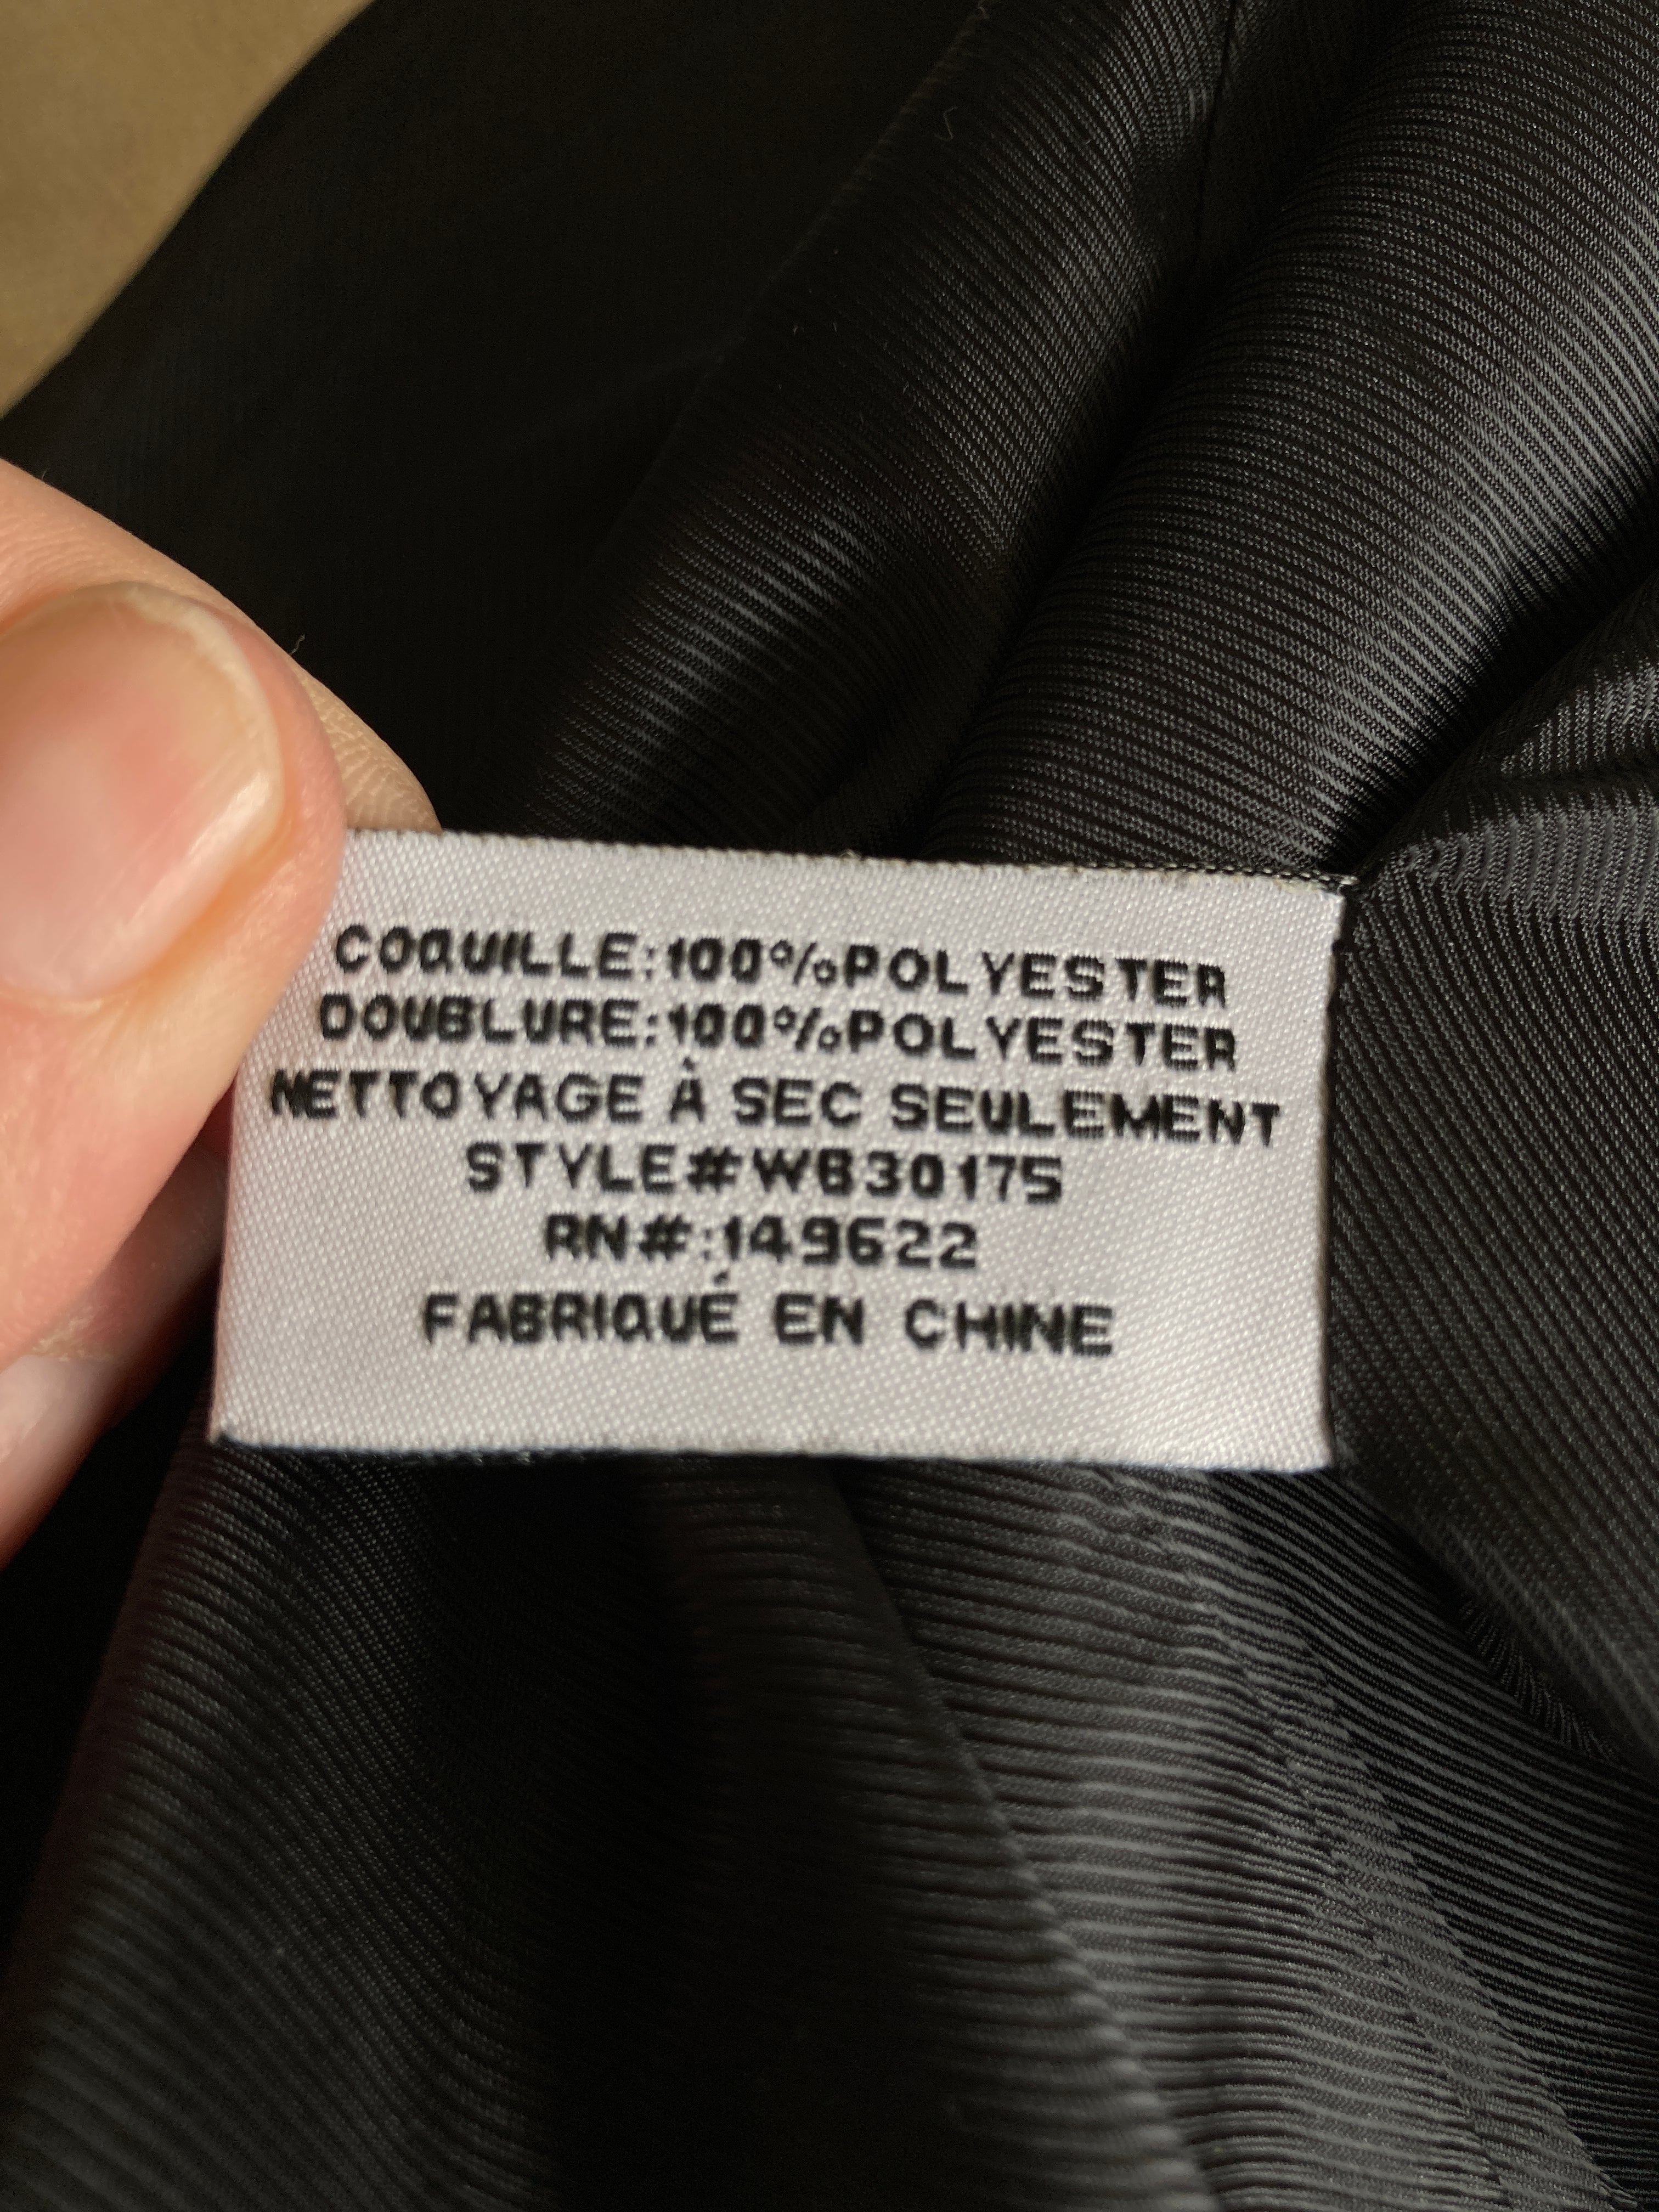 COQUILLE:100%POLYESTER
DOUBLURE:100%POLYESTER
NETTOYAGE À SEC SEULEMENT
STYLE#WB30175
RN#:149622
FABRIQUÉ EN CHINE